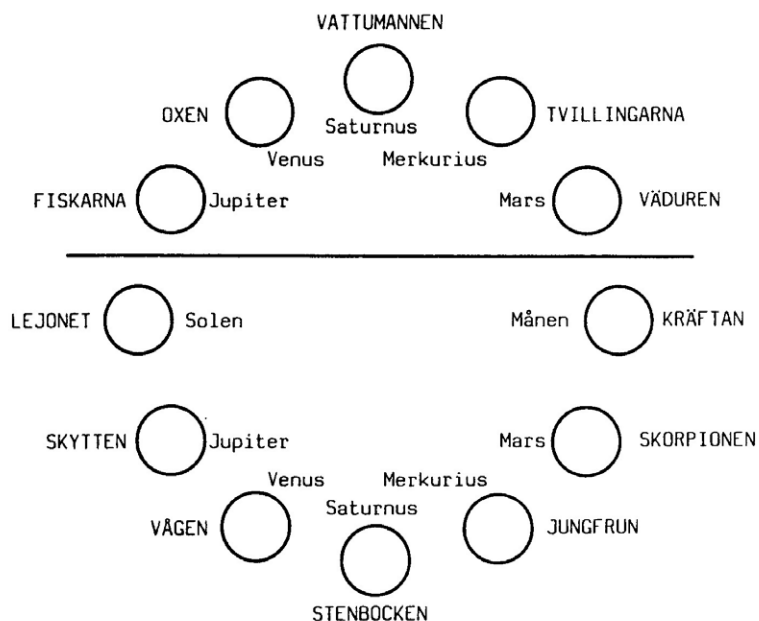 VATTUMANNEN
OXEN Saturnus TVILLINGARNA
Venus Merkurius
FISKARNA Jupiter Mars VÄDUREN
LEJONET Solen Månen KRÄFTAN
SKYTTEN Jupiter Mars SKORPIONEN
Venus Merkurius
Saturnus
VÅGEN JUNGFRUN
STENBOCKEN